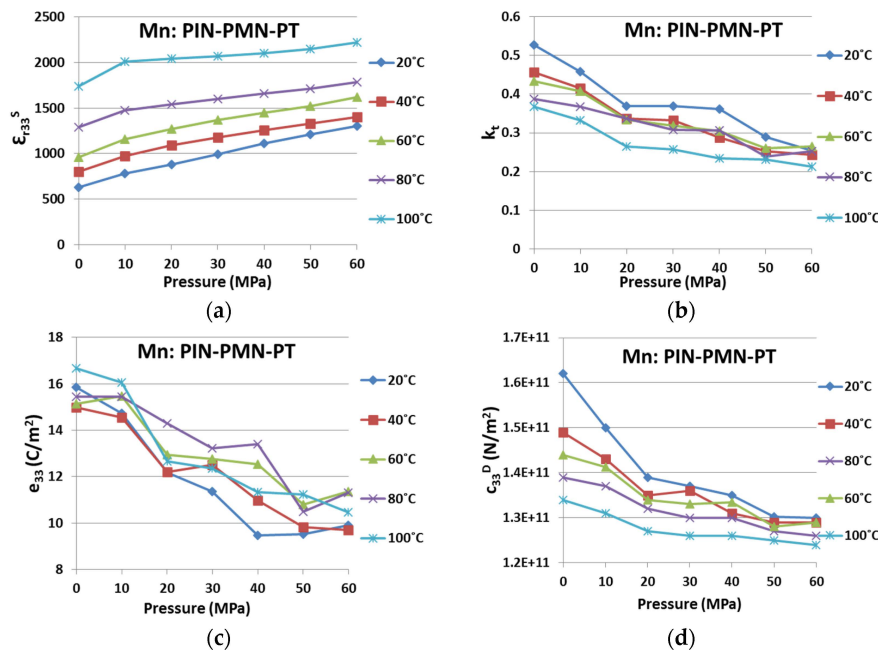 Mn: PIN-PMN-PT
2500
2000
1500
1000
500
0
εr33S
0 10 20 30 40 50 60
Pressure (MPa)
20˚C
40˚C
60˚C
80˚C
100˚C
(a)
Mn: PIN-PMN-PT
0.6
0.5
0.4
0.3
0.2
0.1
0
kt
0 10 20 30 40 50 60
Pressure (MPa)
20˚C
40˚C
60˚C
80˚C
100˚C
(b)
Mn: PIN-PMN-PT
18
16
14
12
10
8
e33 (C/m²)
0 10 20 30 40 50 60
Pressure (MPa)
20˚C
40˚C
60˚C
80˚C
100˚C
(c)
Mn: PIN-PMN-PT
1.7E+11
1.6E+11
1.5E+11
1.4E+11
1.3E+11
1.2E+11
c33D (N/m²)
0 10 20 30 40 50 60
Pressure (MPa)
20˚C
40˚C
80˚C
60˚C
100˚C
(d)